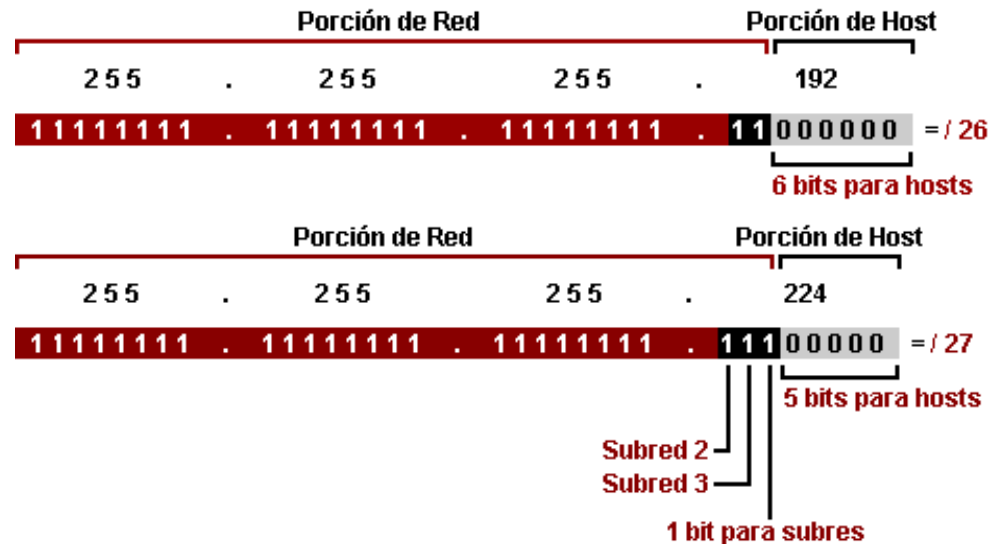 Porción de Red Porción de Host
255 . 255 255 . 192
11111111 . 11111111 . 11111111 . 11000000 = / 26
6 bits para hosts
Porción de Red Porción de Host
255 . 255 255 . 224
11111111 . 11111111 . 11111111 . 11100000 = / 27
5 bits para hosts
Subred 2
Subred 3
1 bit para subres